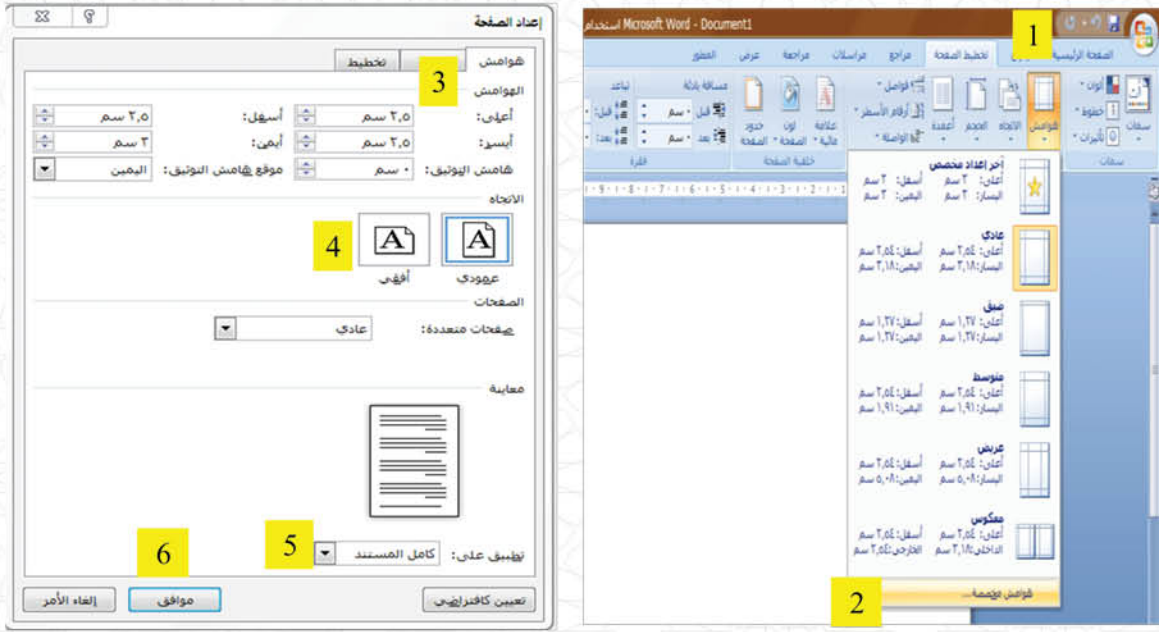 Microsoft Word - Document1 استخدام
1
الصفحة الرئيسية
تخطيط الصفحة
مراجع
مراسلات
مراجعة
عرض
ألوان
خطوط
تأثيرات
سمات
هوامش
الاتجاه
الحجم
أعمدة
فواصل
أرقام الأسطر
الواصلة
علامة مائية
لون الصفحة
حدود الصفحة
مسافة بادئة
قبل ٠ سم
بعد ٠ سم
تباعد
قبل:
بعد:
سمات
خلفية الصفحة
فقرة
آخر إعداد مخصص
أعلى: ٢ سم أسفل: ٢ سم
اليسار: ٢ سم اليمين: ٢ سم
عادي
أعلى: ٢,٥٤ سم أسفل: ٢,٥٤ سم
اليسار: ٣,١٨ سم اليمين: ٣,١٨ سم
ضيق
أعلى: ١,٢٧ سم أسفل: ١,٢٧ سم
اليسار: ١,٢٧ سم اليمين: ١,٢٧ سم
متوسط
أعلى: ٢,٥٤ سم أسفل: ٢,٥٤ سم
اليسار: ١,٩١ سم اليمين: ١,٩١ سم
عريض
أعلى: ٢,٥٤ سم أسفل: ٢,٥٤ سم
اليسار: ٥,٠٨ سم اليمين: ٥,٠٨ سم
معكوس
أعلى: ٢,٥٤ سم أسفل: ٢,٥٤ سم
الداخلي: ٣,١٨ سم الخارجي: ٢,٥٤ سم
هوامش مخصصة...
2
إعداد الصفحة
هوامش
تخطيط
3
الهوامش
أعلى: ٢,٥ سم أسفل: ٢,٥ سم
أيسر: ٢,٥ سم أيمن: ٣ سم
هامش التوثيق: ٠ سم موقع هامش التوثيق: اليمين
الاتجاه
4
عمودي
أفقي
الصفحات
صفحات متعددة: عادي
معاينة
5
تطبيق على: كامل المستند
6
تعيين كافتراضي
موافق
إلغاء الأمر